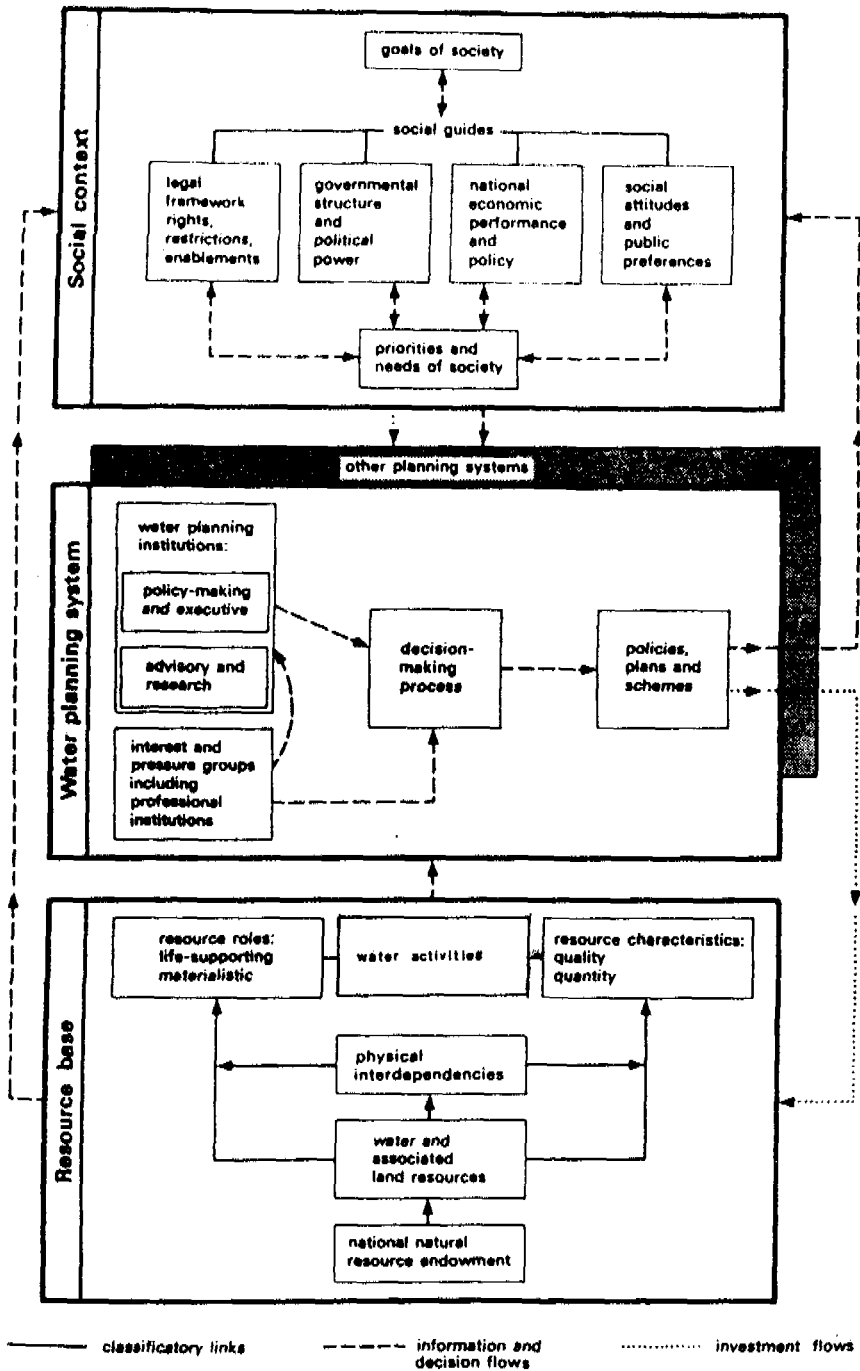 Social context
goals of society
social guides
legal
framework
rights,
restrictions,
enablements
governmental
structure
and
political
power
national
economic
performance
and
policy
social
attitudes
and
public
preferences
priorities and
needs of society
other planning systems
Water planning system
water planning
institutions:
policy-making
and executive
advisory and
research
interest and
pressure groups
including
professional
institutions
decision-
making
process
policies,
plans and
schemes
Resource base
resource roles:
life-supporting
materialistic
water activities
resource characteristics:
quality
quantity
physical
interdependencies
water and
associated
land resources
national natural
resource endowment
classificatory links
information and
decision flows
investment flows